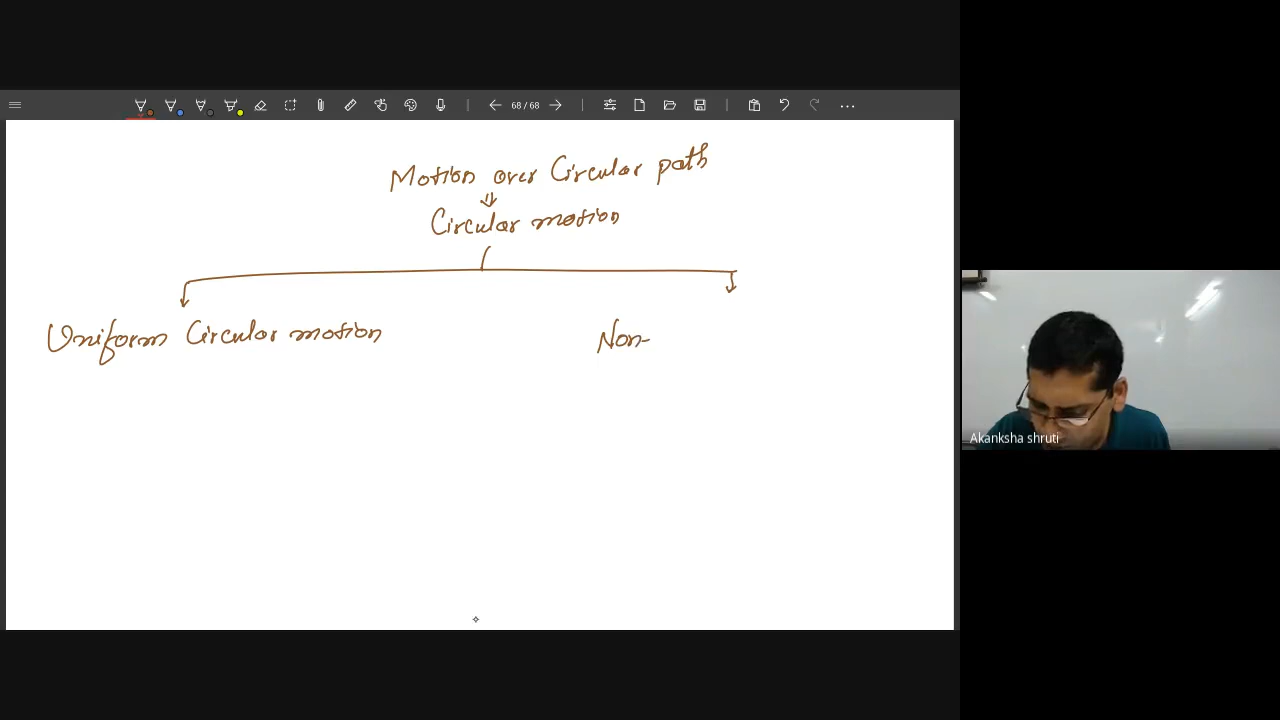 68 / 68
Motion over Circular path
Circular motion
Uniform Circular motion
Non-
Akanksha shruti